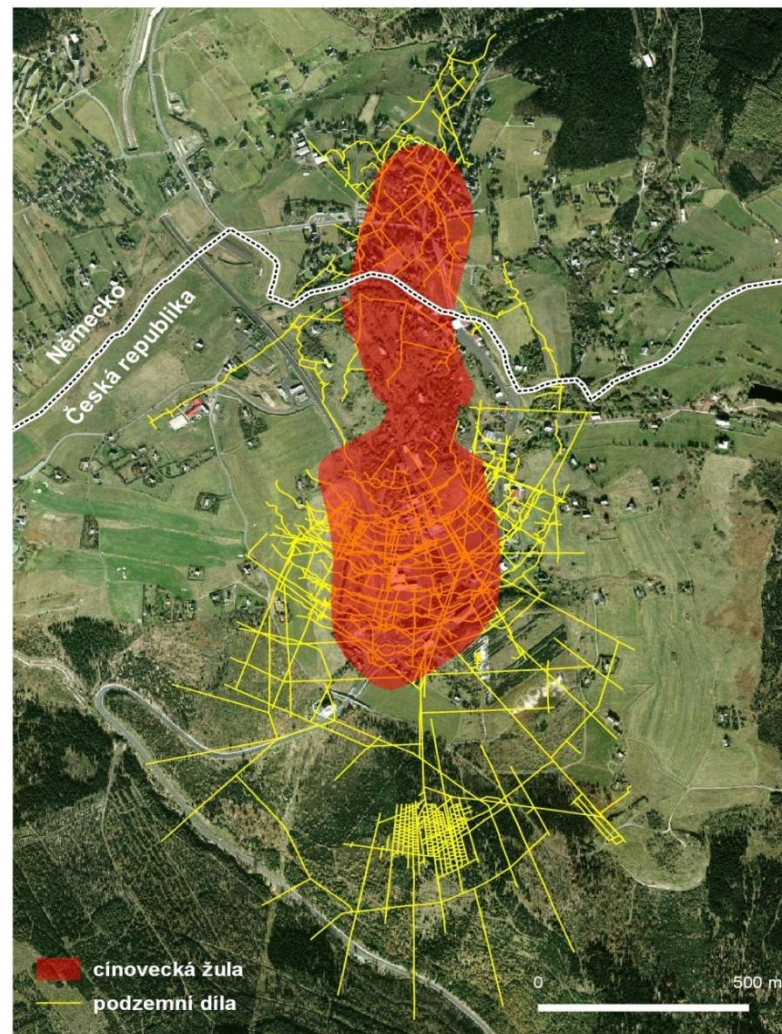 Německo
Česká republika
cínovecká žula
podzemní díla
0
500 m